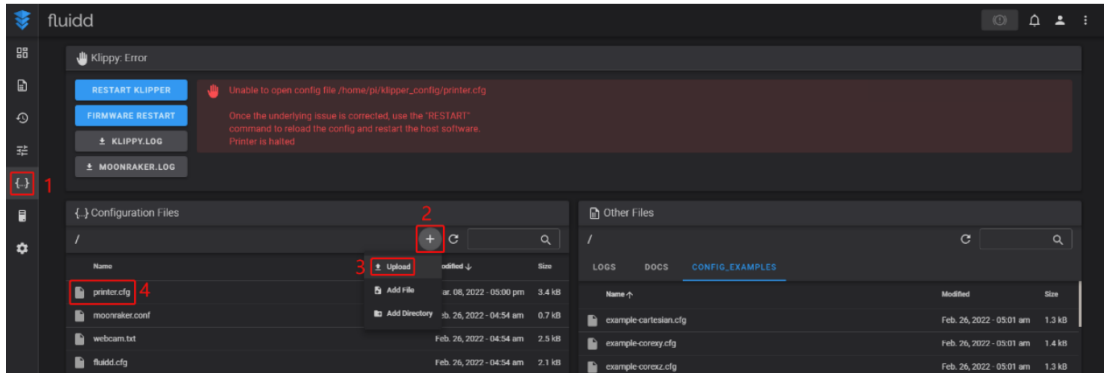 fluidd
Klippy: Error
RESTART KLIPPER
FIRMWARE RESTART
KLIPPY.LOG
MOONRAKER.LOG
Unable to open config file /home/pi/klipper_config/printer.cfg
Once the underlying issue is corrected, use the "RESTART"
command to reload the config and restart the host software.
Printer is halted
{...}
1
{...} Configuration Files
2
/
Name
odified
Size
3
Upload
Add File
Add Directory
printer.cfg
4
ar. 08, 2022 - 05:00 pm
3.4 kB
moonraker.conf
eb. 26, 2022 - 04:54 am
0.7 kB
webcam.txt
Feb. 26, 2022 - 04:54 am
2.5 kB
fluidd.cfg
Feb. 26, 2022 - 04:54 am
2.1 kB
Other Files
/
LOGS
DOCS
CONFIG_EXAMPLES
Name
Modified
Size
example-cartesian.cfg
Feb. 26, 2022 - 05:01 am
1.3 kB
example-corexy.cfg
Feb. 26, 2022 - 05:01 am
1.4 kB
example-corexz.cfg
Feb. 26, 2022 - 05:01 am
1.3 kB